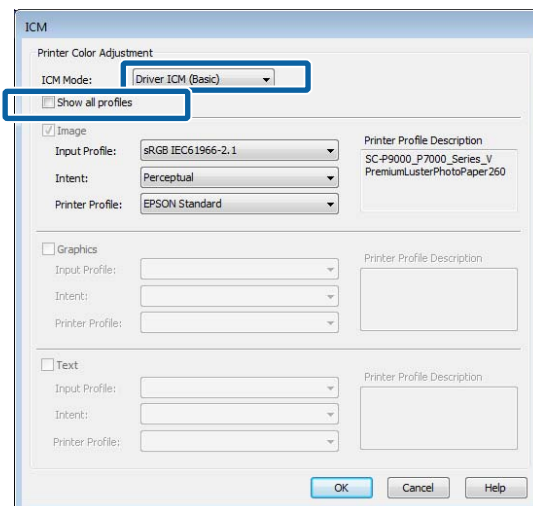 ICM
Printer Color Adjustment
ICM Mode: Driver ICM (Basic)
Show all profiles
Image
Input Profile: sRGB IEC61966-2.1
Intent: Perceptual
Printer Profile: EPSON Standard
Printer Profile Description
SC-P9000_P7000_Series_V
PremiumLusterPhotoPaper260
Graphics
Input Profile:
Intent:
Printer Profile:
Printer Profile Description
Text
Input Profile:
Intent:
Printer Profile:
Printer Profile Description
OK Cancel Help